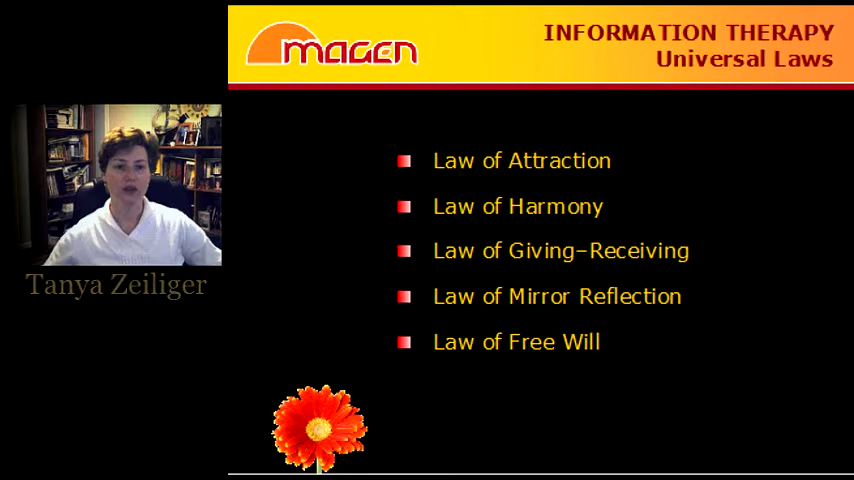 magen
INFORMATION THERAPY
Universal Laws
Law of Attraction
Law of Harmony
Law of Giving–Receiving
Law of Mirror Reflection
Law of Free Will
Tanya Zeiliger